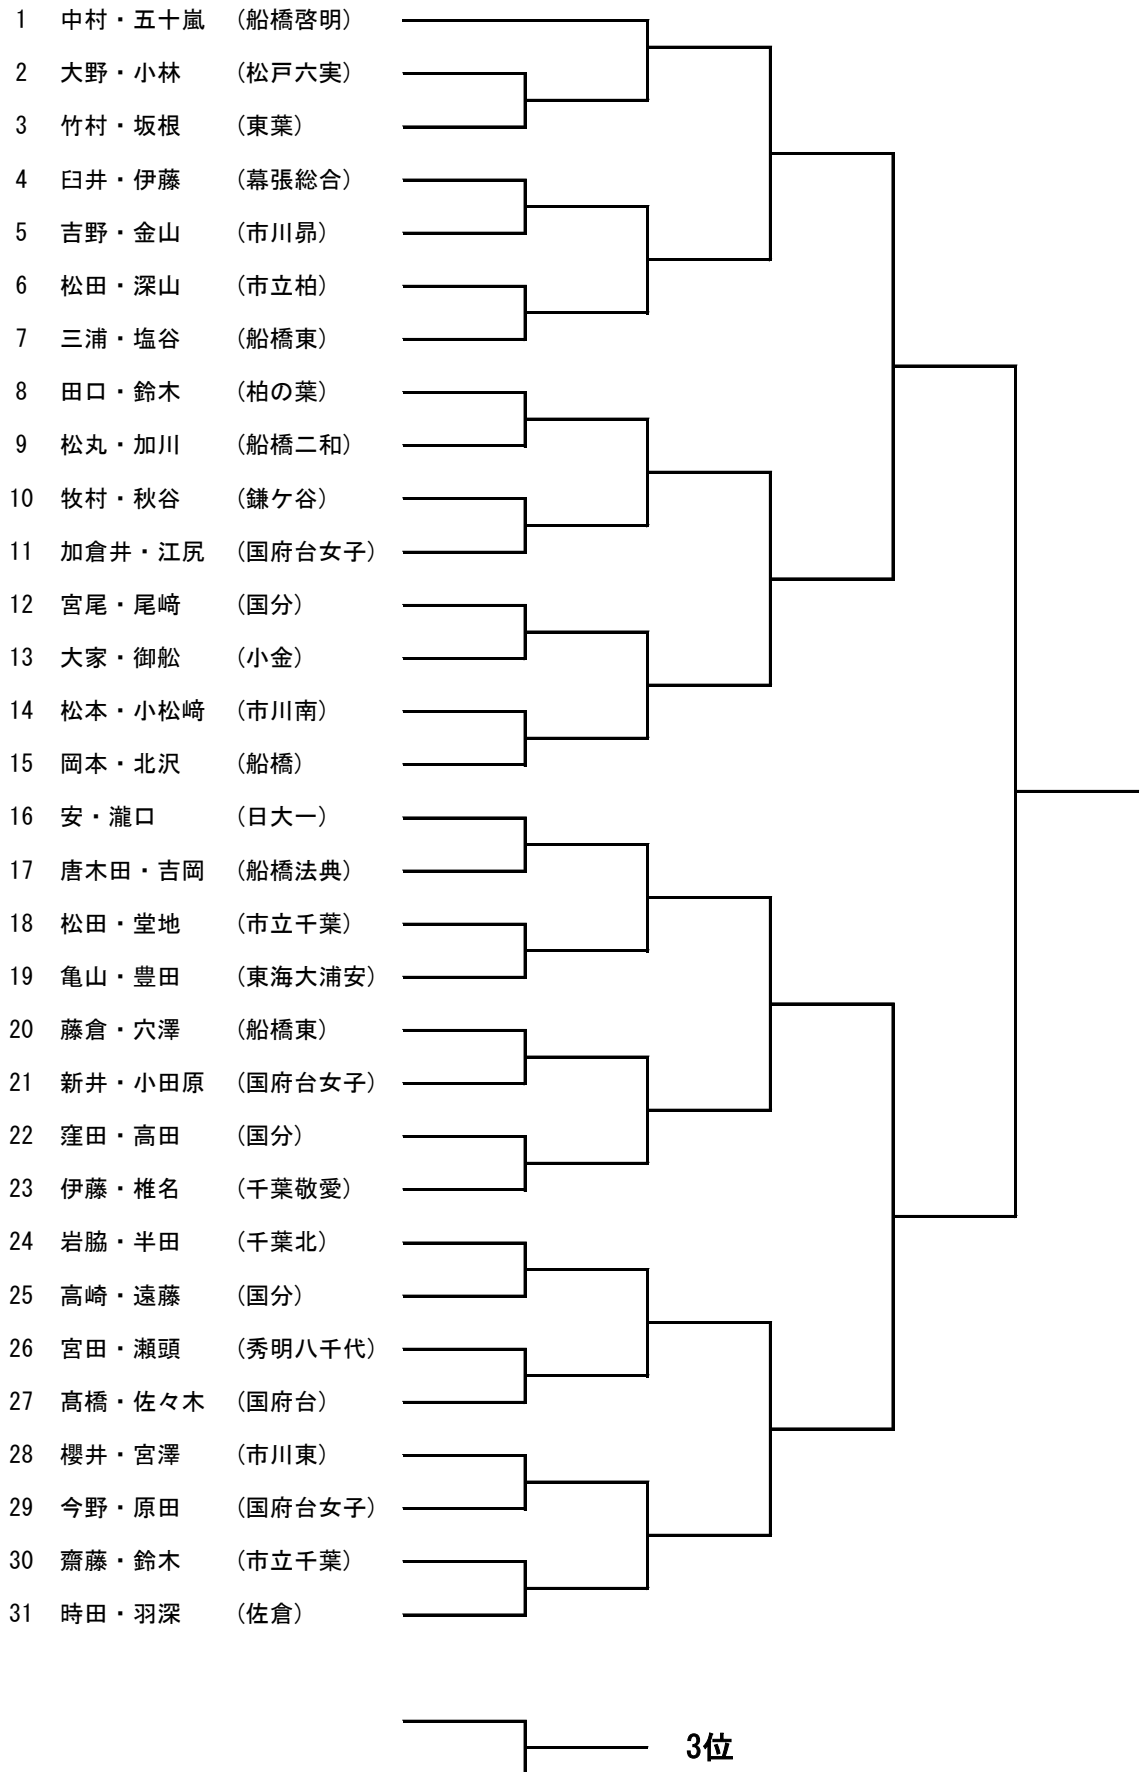 1 中村・五十嵐 (船橋啓明)
2 大野・小林 (松戸六実)
3 竹村・坂根 (東葉)
4 臼井・伊藤 (幕張総合)
5 吉野・金山 (市川昴)
6 松田・深山 (市立柏)
7 三浦・塩谷 (船橋東)
8 田口・鈴木 (柏の葉)
9 松丸・加川 (船橋二和)
10 牧村・秋谷 (鎌ケ谷)
11 加倉井・江尻 (国府台女子)
12 宮尾・尾﨑 (国分)
13 大家・御舩 (小金)
14 松本・小松﨑 (市川南)
15 岡本・北沢 (船橋)
16 安・瀧口 (日大一)
17 唐木田・吉岡 (船橋法典)
18 松田・堂地 (市立千葉)
19 亀山・豊田 (東海大浦安)
20 藤倉・穴澤 (船橋東)
21 新井・小田原 (国府台女子)
22 窪田・高田 (国分)
23 伊藤・椎名 (千葉敬愛)
24 岩脇・半田 (千葉北)
25 高崎・遠藤 (国分)
26 宮田・瀬頭 (秀明八千代)
27 髙橋・佐々木 (国府台)
28 櫻井・宮澤 (市川東)
29 今野・原田 (国府台女子)
30 齋藤・鈴木 (市立千葉)
31 時田・羽深 (佐倉)
3位